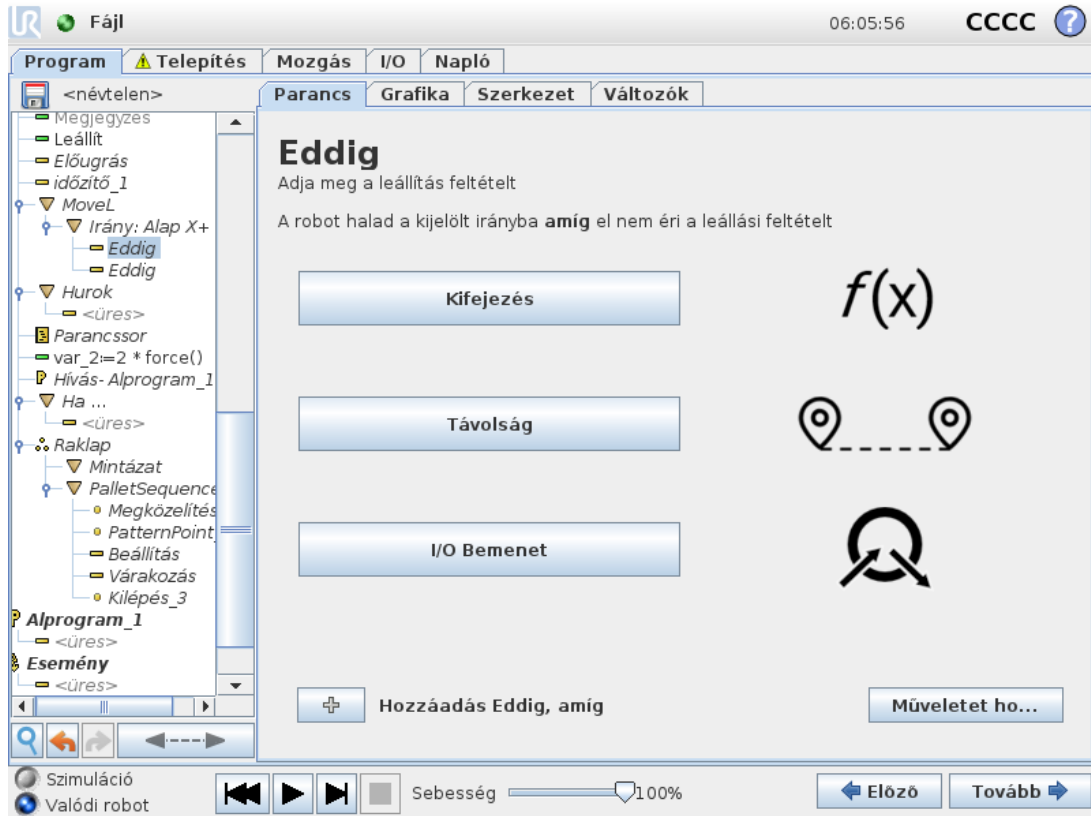 UR Fájl 06:05:56 CCCC ?
Program Telepítés Mozgás I/O Napló
<névtelen>
Parancs Grafika Szerkezet Változók
Megjegyzés
Leállít
Előugrás
időzítő_1
MoveL
Irány: Alap X+
Eddig
Eddig
Hurok
<üres>
Parancssor
var_2:=2 * force()
Hívás- Alprogram_1
Ha ...
<üres>
Raklap
Mintázat
PalletSequence
Megközelítés
PatternPoint_
Beállítás
Várakozás
Kilépés_3
Alprogram_1
<üres>
Esemény
<üres>
Eddig
Adja meg a leállítás feltételt
A robot halad a kijelölt irányba amíg el nem éri a leállási feltételt
Kifejezés f(x)
Távolság
I/O Bemenet
Hozzáadás Eddig, amíg Műveletet ho...
Szimuláció
Valódi robot
Sebesség 100%
Előző Tovább